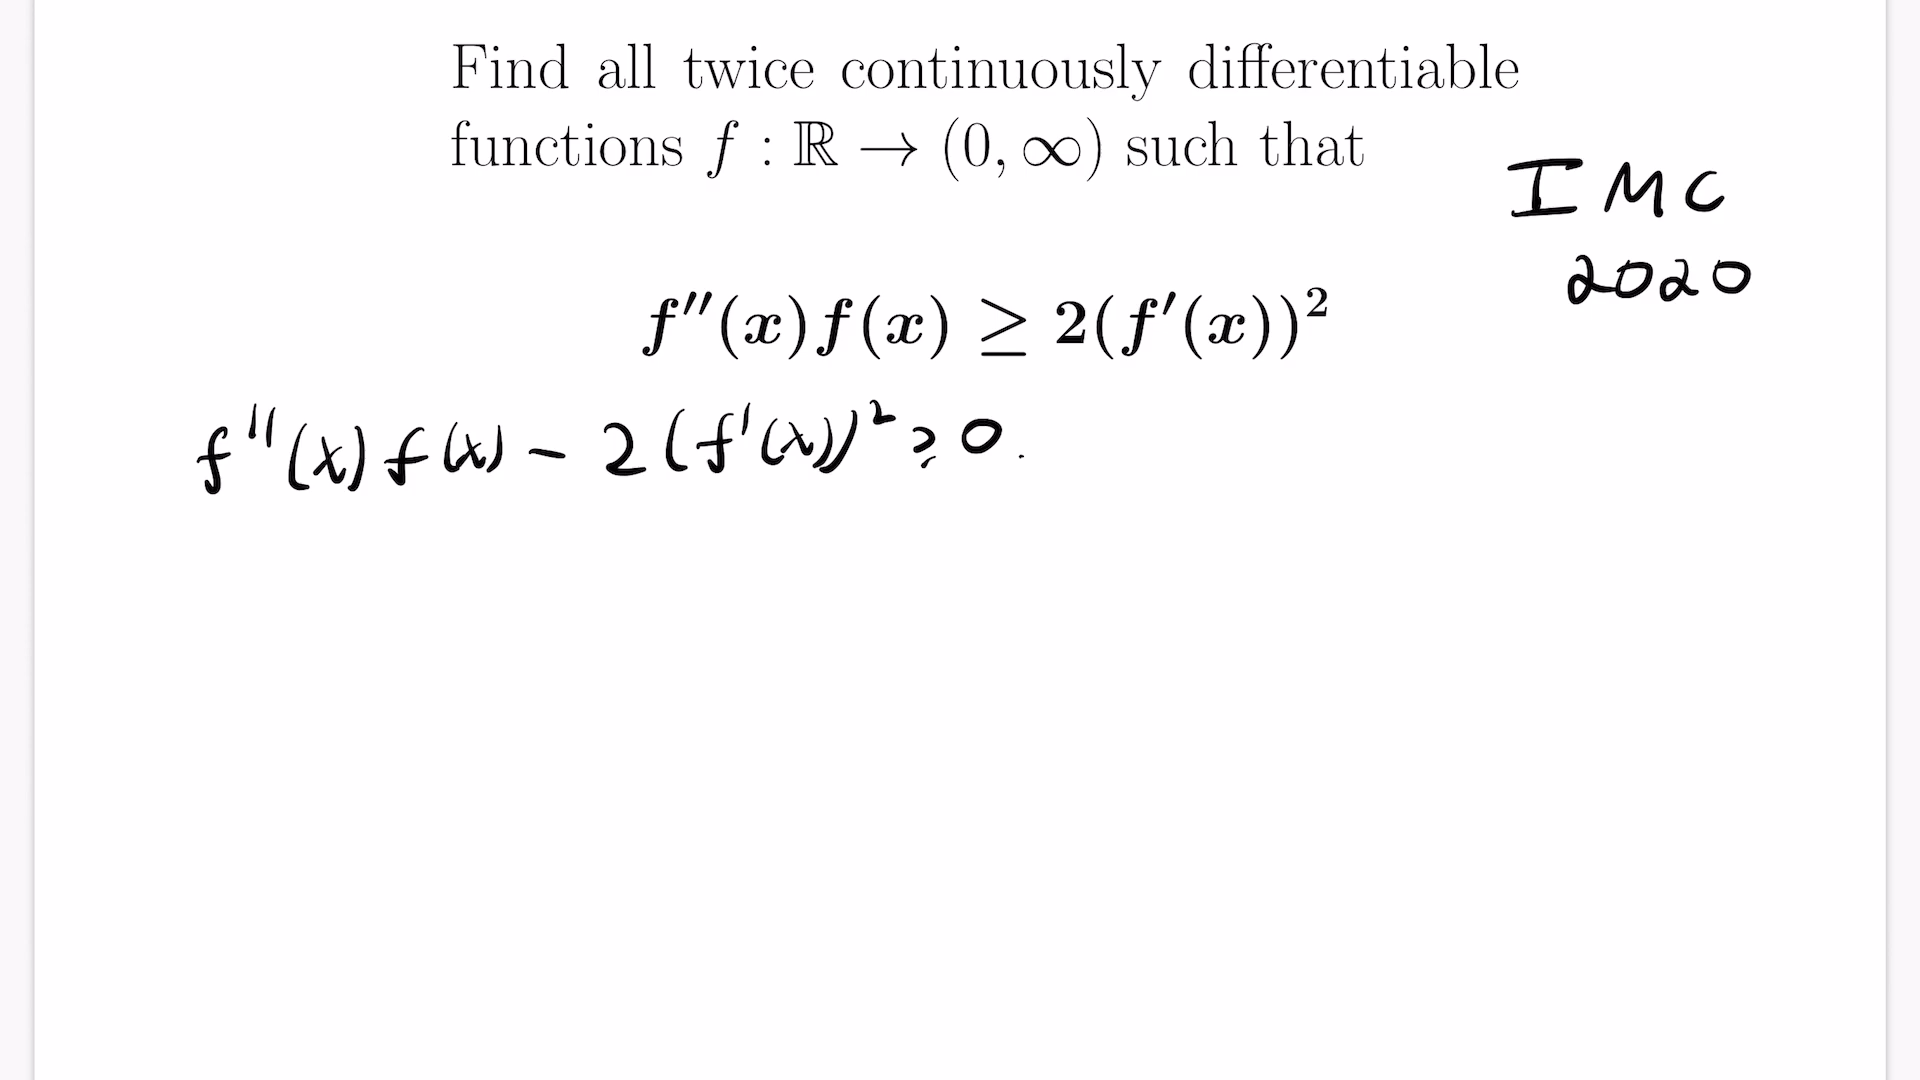 Find all twice continuously differentiable
functions f : ℝ → (0, ∞) such that
IMC
2020
f′′(x)f(x) ≥ 2(f′(x))²
f''(x) f(x) - 2(f'(x))² ≥ 0.